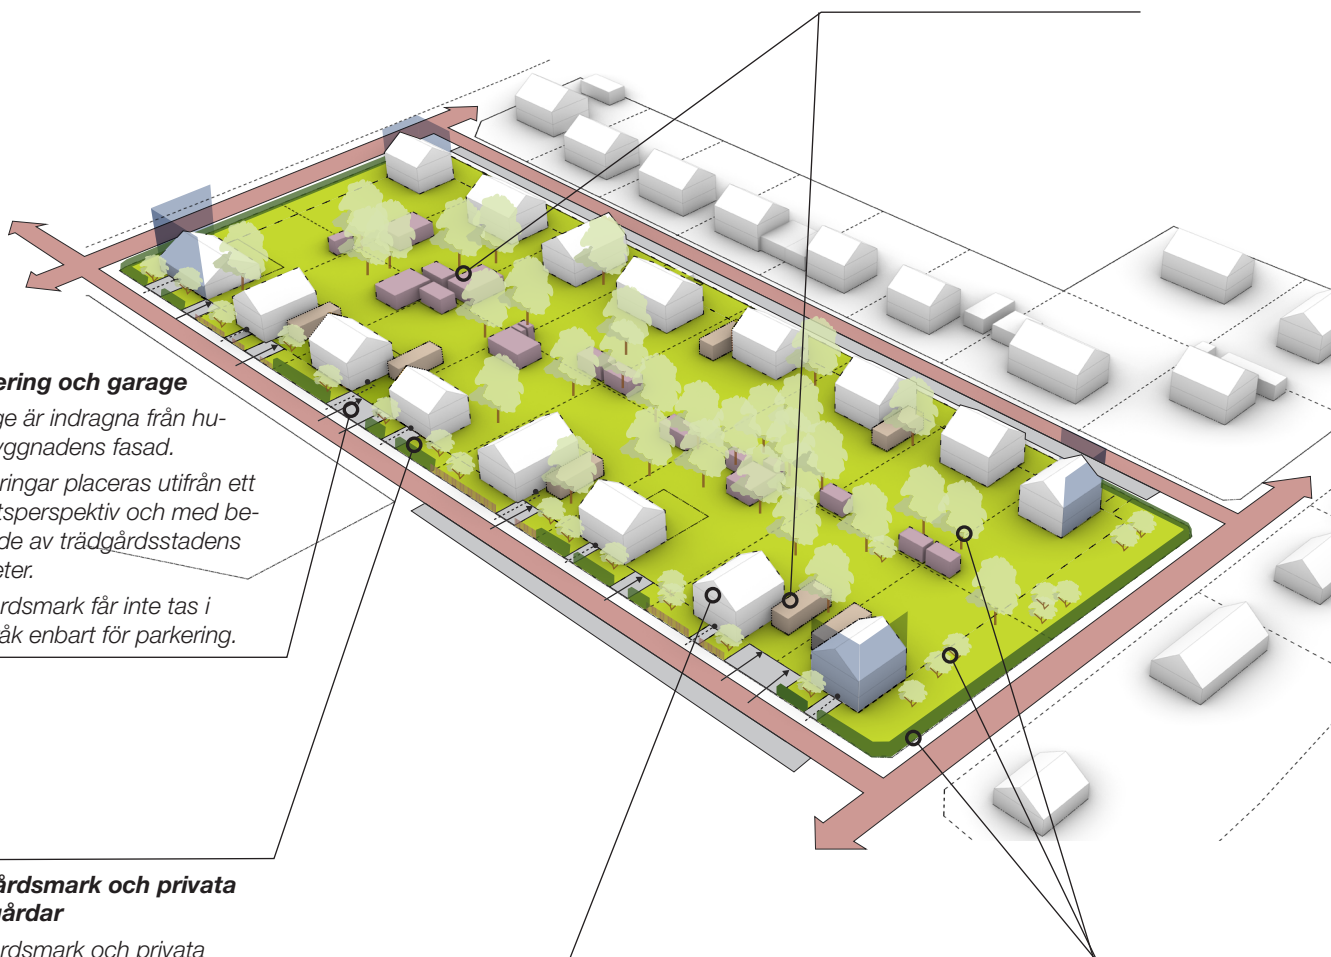 ering och garage
ge är indragna från hu-
yggnadens fasad.
ringar placeras utifrån ett
tsperspektiv och med be-
de av trädgårdsstadens
eter.
rdsmark får inte tas i
åk enbart för parkering.
årdsmark och privata
gårdar
rdsmark och privata